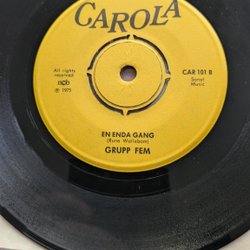 CAROLA
All rights
reserved
ncb
℗ 1975
CAR 101 B
Sonet
Music
EN ENDA GANG
(Rune Wallebom)
GRUPP FEM